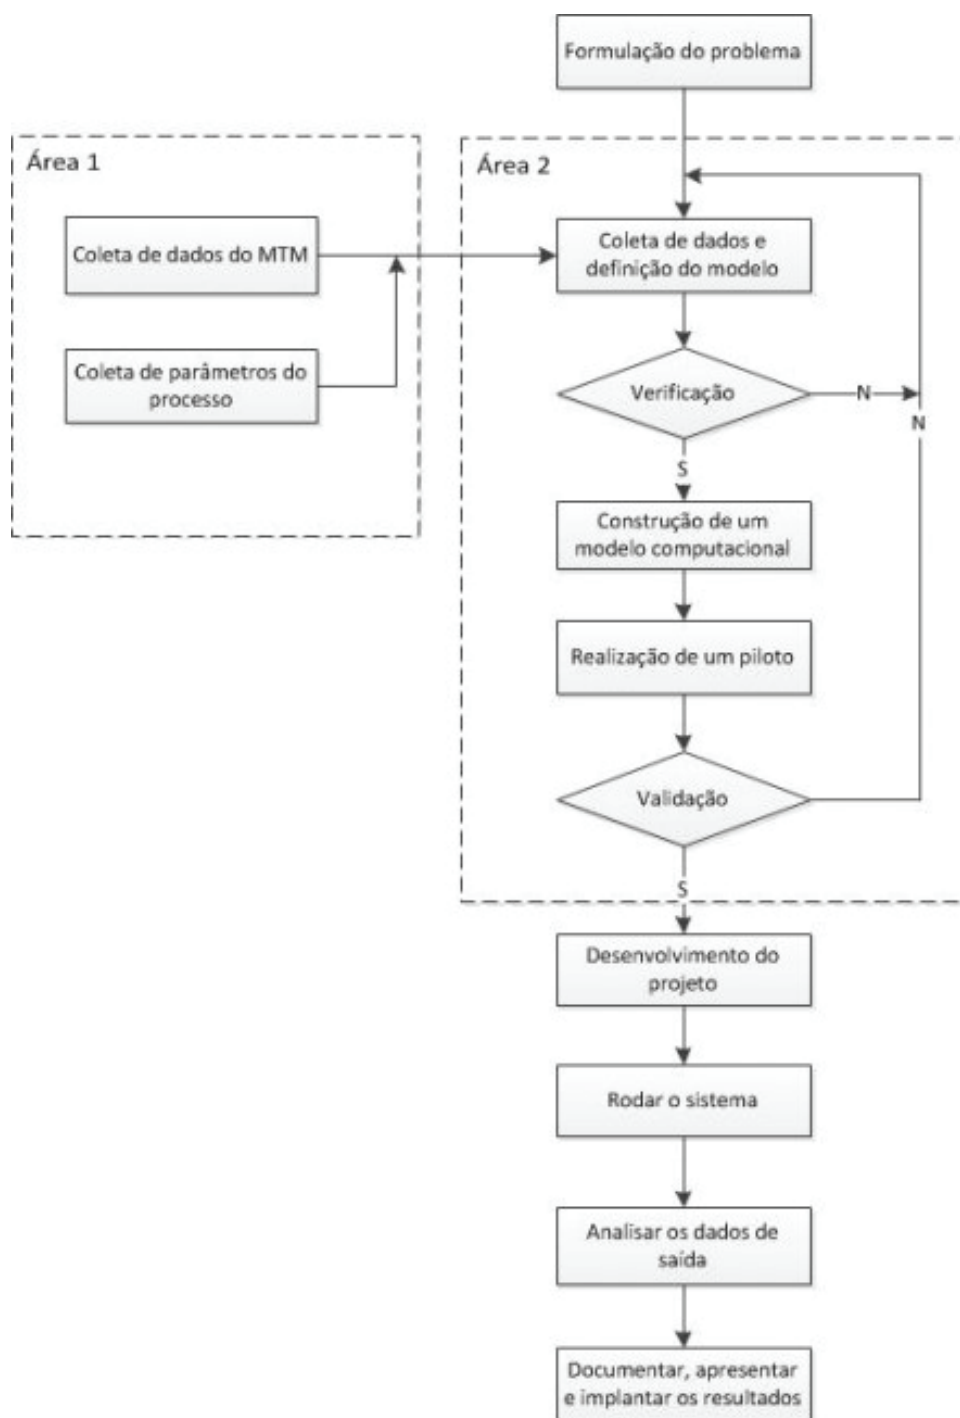 Formulação do problema
Área 1
Coleta de dados do MTM
Coleta de parâmetros do
processo
Área 2
Coleta de dados e
definição do modelo
Verificação
N
N
S
Construção de um
modelo computacional
Realização de um piloto
Validação
S
Desenvolvimento do
projeto
Rodar o sistema
Analisar os dados de
saída
Documentar, apresentar
e implantar os resultados